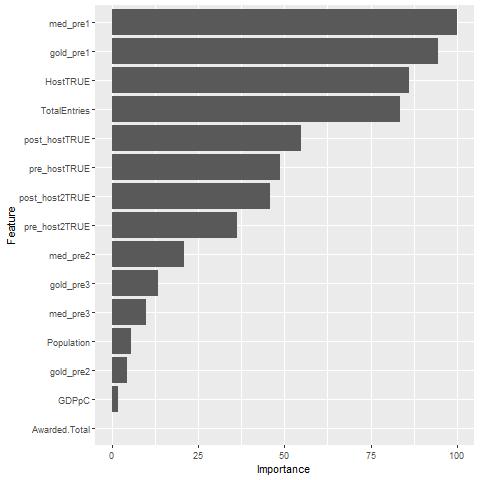 med_pre1
gold_pre1
HostTRUE
TotalEntries
post_hostTRUE
pre_hostTRUE
post_host2TRUE
pre_host2TRUE
med_pre2
gold_pre3
med_pre3
Population
gold_pre2
GDPpC
Awarded.Total
Feature
0 25 50 75 100
Importance